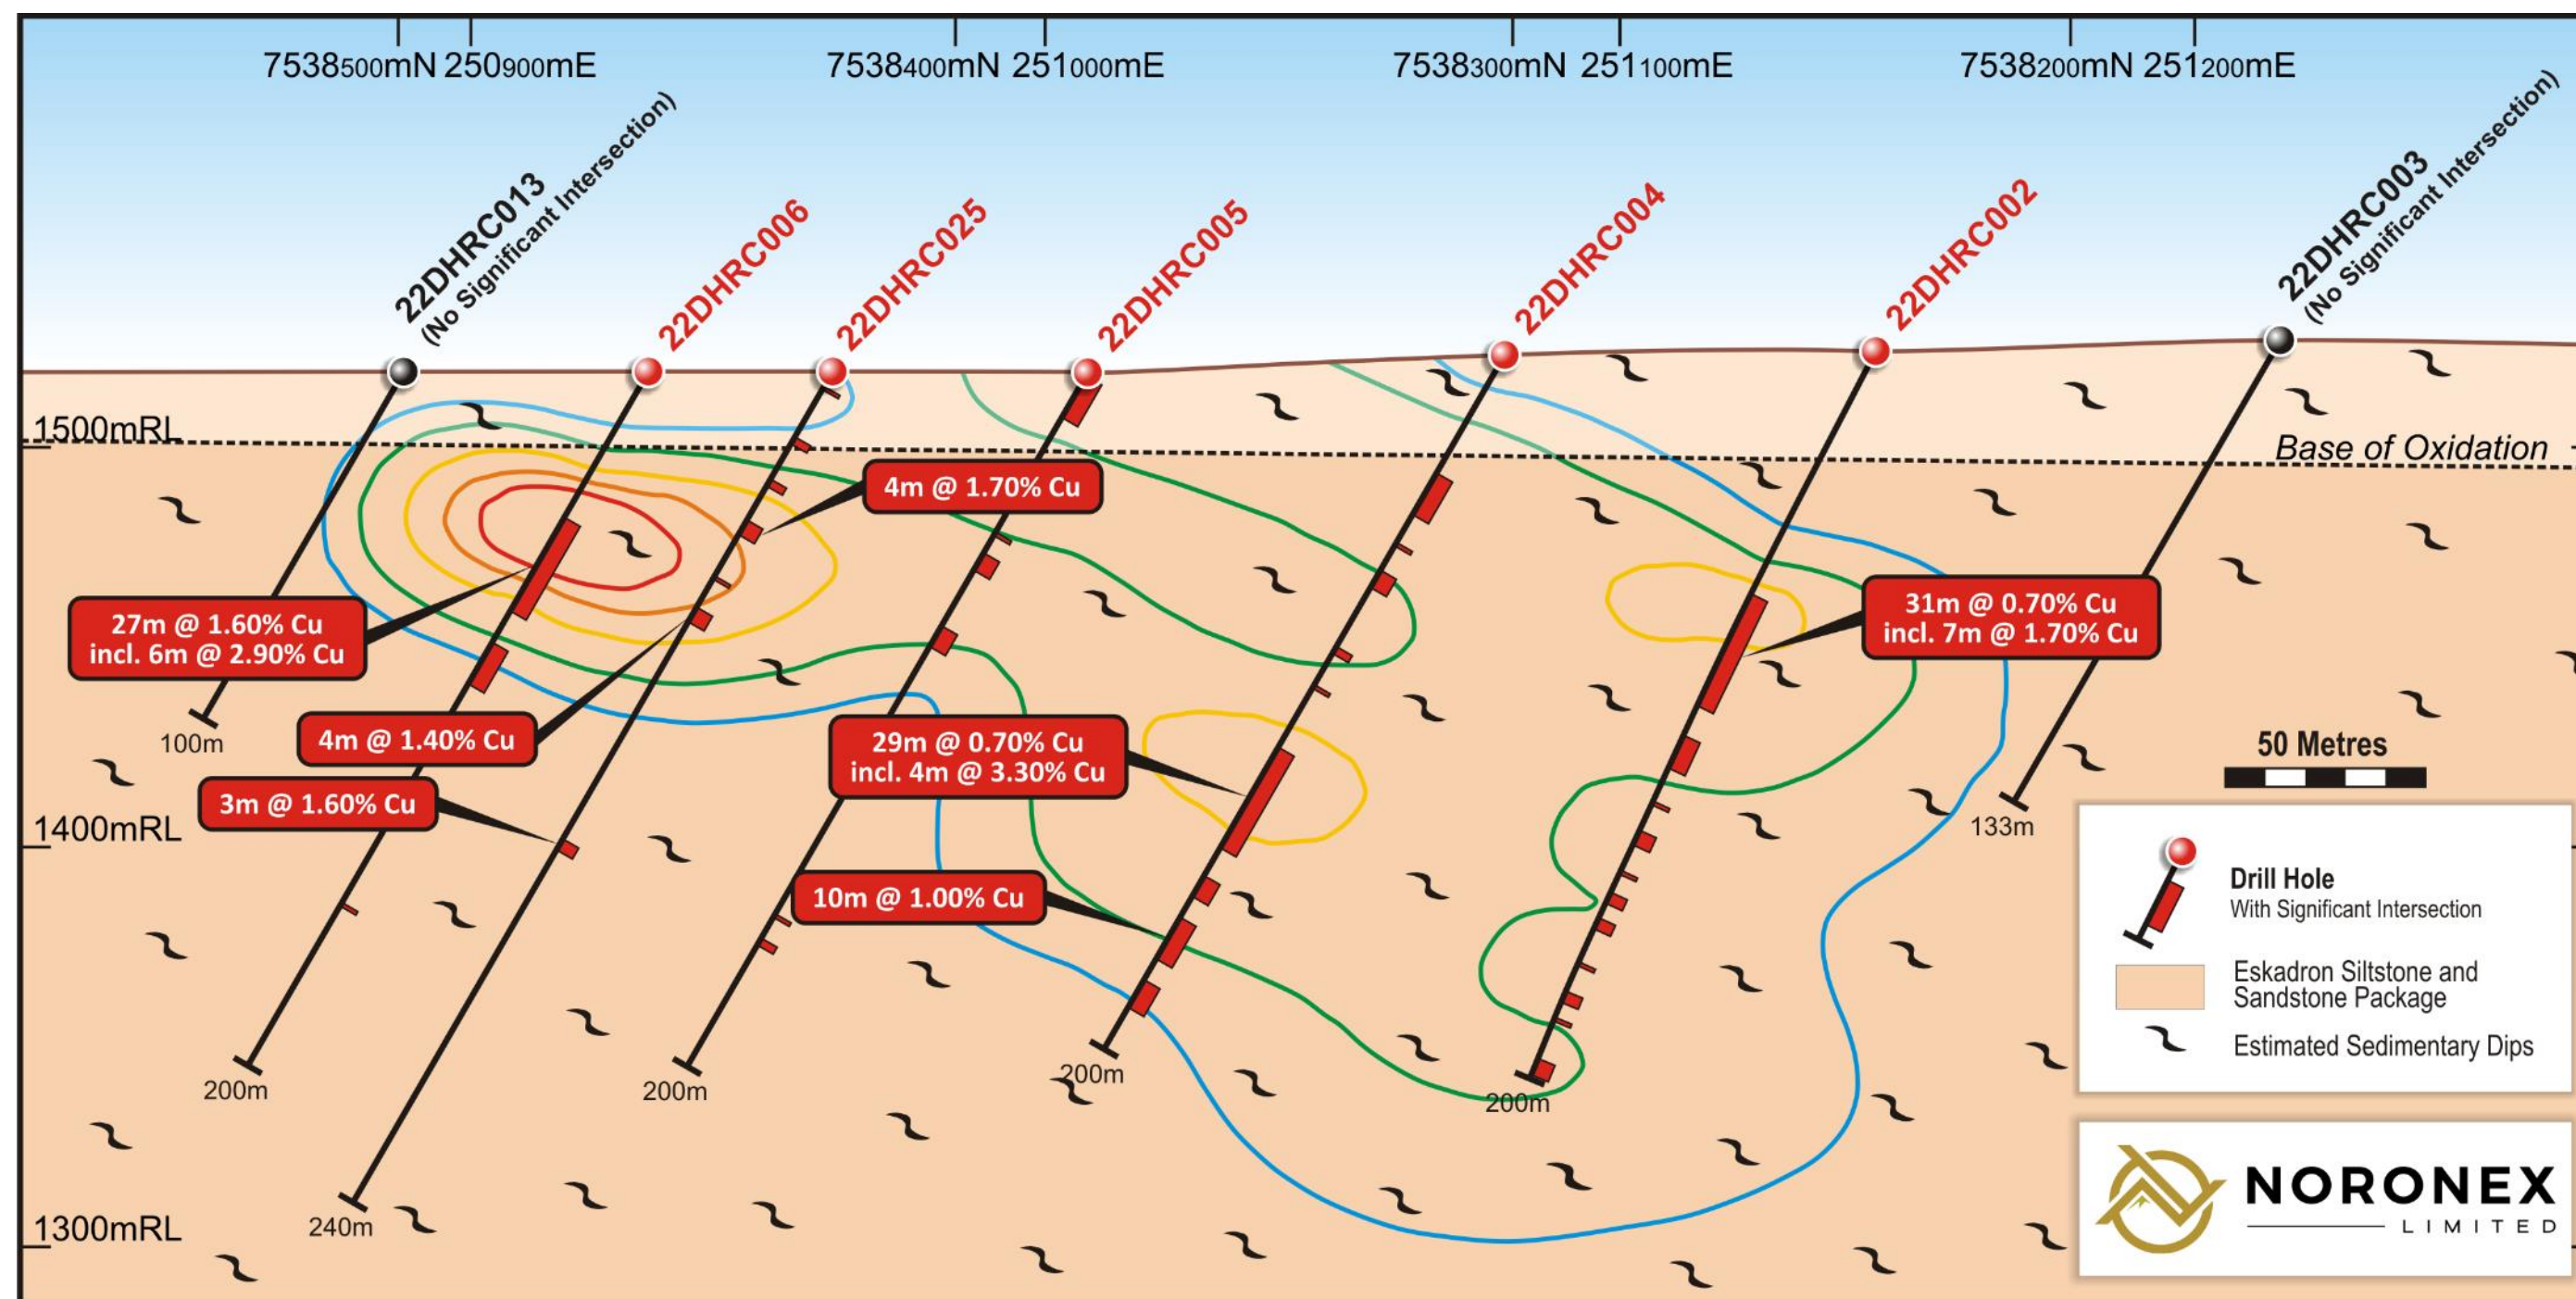 7538500mN 250900mE
7538400mN 251000mE
7538300mN 251100mE
7538200mN 251200mE
22DHRC013
(No Significant Intersection)
22DHRC006
22DHRC025
22DHRC005
22DHRC004
22DHRC002
22DHRC003
(No Significant Intersection)
1500mRL
Base of Oxidation
4m @ 1.70% Cu
27m @ 1.60% Cu
incl. 6m @ 2.90% Cu
31m @ 0.70% Cu
incl. 7m @ 1.70% Cu
100m
4m @ 1.40% Cu
29m @ 0.70% Cu
incl. 4m @ 3.30% Cu
50 Metres
3m @ 1.60% Cu
1400mRL
133m
10m @ 1.00% Cu
Drill Hole
With Significant Intersection
Eskadron Siltstone and
Sandstone Package
Estimated Sedimentary Dips
200m
200m
200m
200m
240m
1300mRL
NORONEX
LIMITED